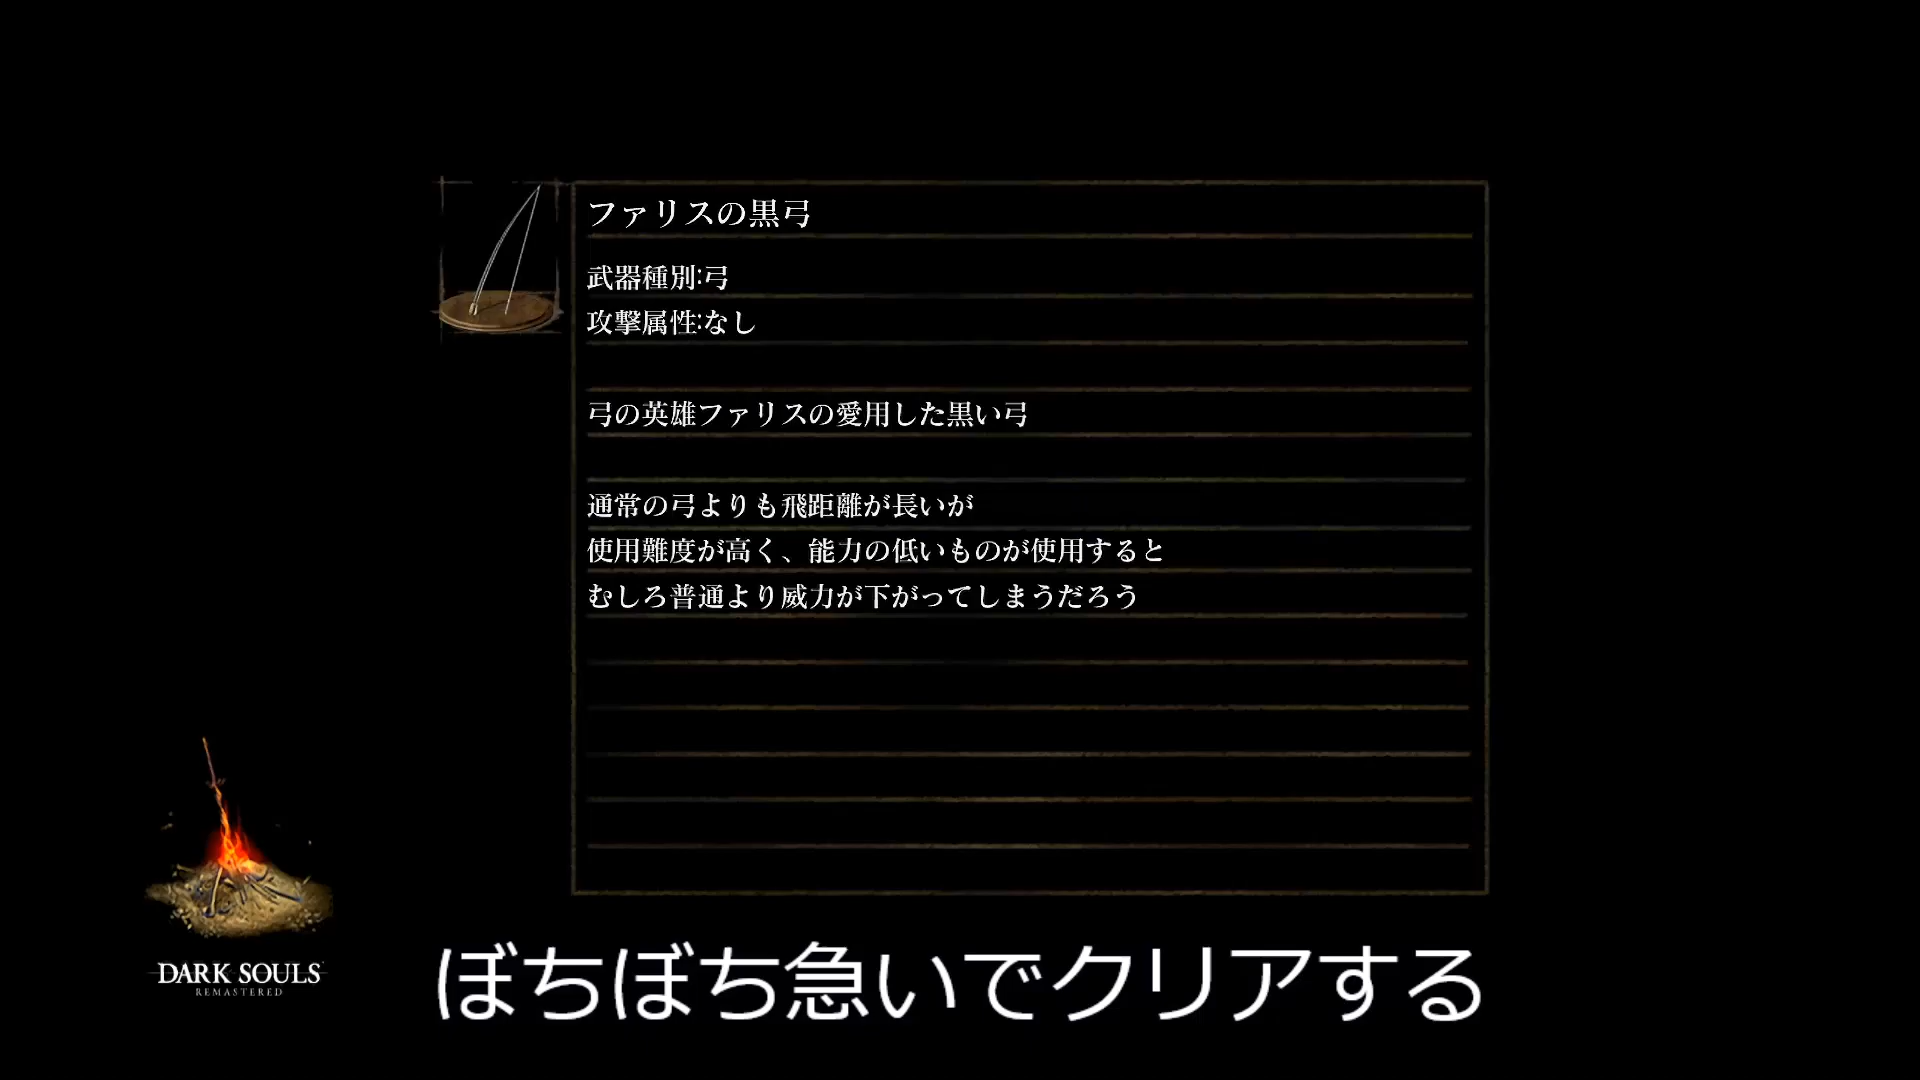 ファリスの黒弓
武器種別:弓
攻撃属性:なし
弓の英雄ファリスの愛用した黒い弓
通常の弓よりも飛距離が長いが
使用難度が高く、能力の低いものが使用すると
むしろ普通より威力が下がってしまうだろう
DARK SOULS
REMASTERED
ぼちぼち急いでクリアする